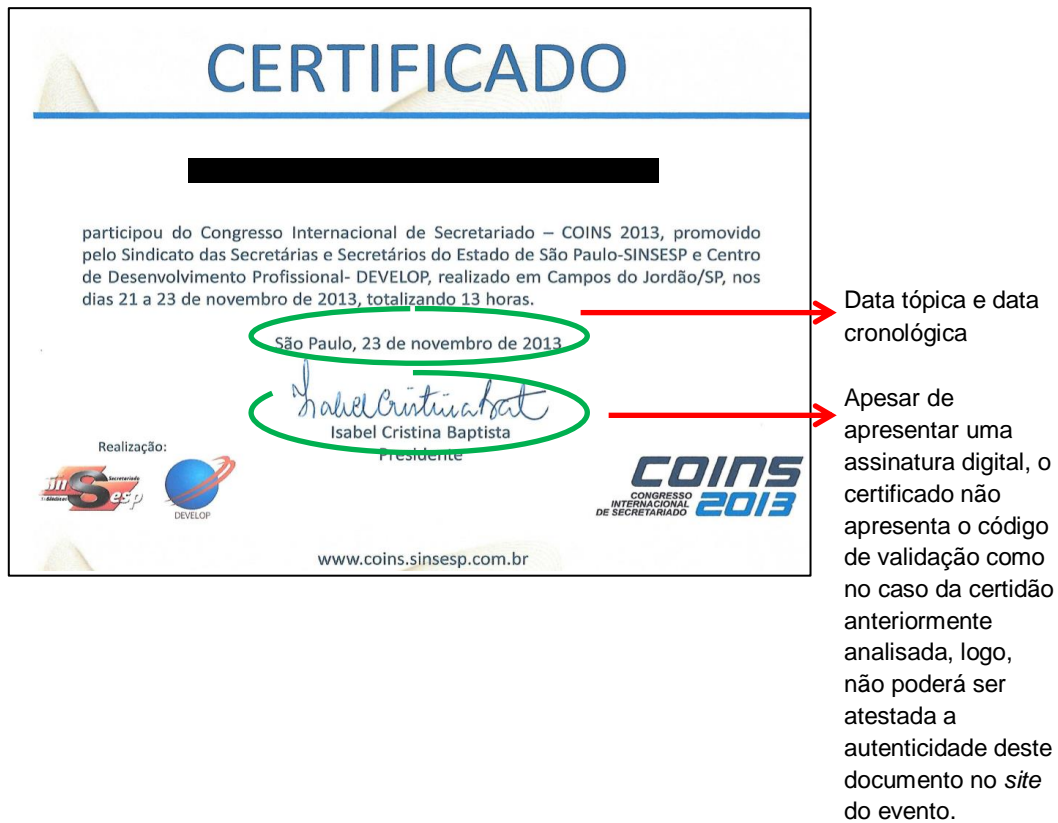 CERTIFICADO
participou do Congresso Internacional de Secretariado – COINS 2013, promovido
pelo Sindicato das Secretárias e Secretários do Estado de São Paulo-SINSESP e Centro
de Desenvolvimento Profissional- DEVELOP, realizado em Campos do Jordão/SP, nos
dias 21 a 23 de novembro de 2013, totalizando 13 horas.
São Paulo, 23 de novembro de 2013
Isabel Cristina Bat
Isabel Cristina Baptista
Presidente
Realização:
Secretariado
sinSesp
DEVELOP
COINS
CONGRESSO
INTERNACIONAL
DE SECRETARIADO
2013
www.coins.sinsesp.com.br
Data tópica e data
cronológica
Apesar de
apresentar uma
assinatura digital, o
certificado não
apresenta o código
de validação como
no caso da certidão
anteriormente
analisada, logo,
não poderá ser
atestada a
autenticidade deste
documento no site
do evento.